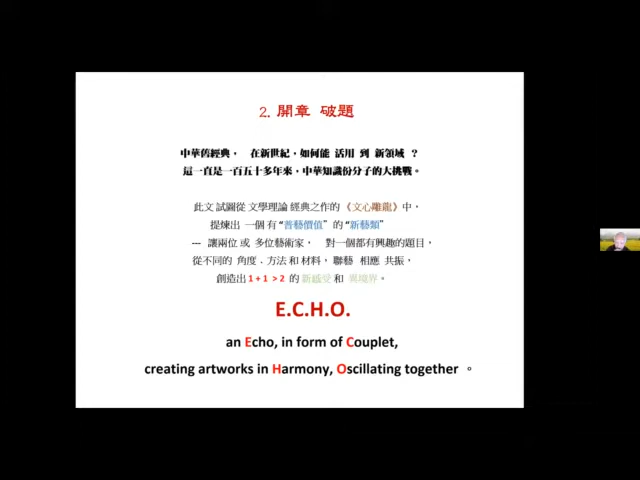 2. 開章 破題
中華舊經典， 在新世紀，如何能 活用 到 新領域 ？
這一直是一百五十多年來，中華知識份分子的大挑戰。
此文 試圖從 文學理論 經典之作的 《文心雕龍》中，
提煉出 一個 有 “普藝價值” 的 “新藝類”
--- 讓兩位 或 多位藝術家， 對一個都有興趣的題目，
從不同的 角度．方法 和 材料， 聯藝 相應 共振，
創造出 1 + 1 > 2 的 新感受 和 異境界。
E.C.H.O.
an Echo, in form of Couplet,
creating artworks in Harmony, Oscillating together 。